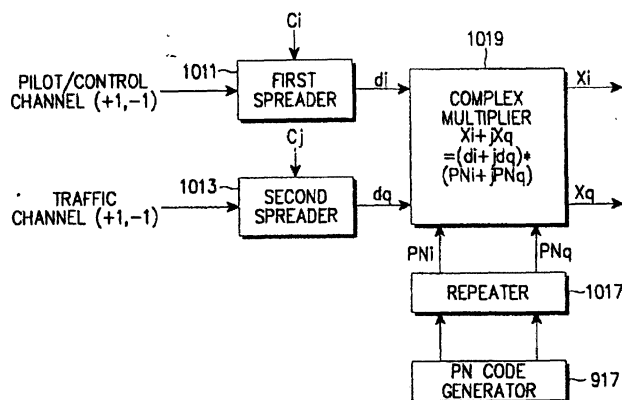 Ci
1011
PILOT/CONTROL
CHANNEL (+1,-1)
FIRST
SPREADER
di
1019
COMPLEX
MULTIPLIER
Xi+jXq
=(di+jdq)*
(PNi+jPNq)
Xi
Cj
1013
TRAFFIC
CHANNEL (+1,-1)
SECOND
SPREADER
dq
Xq
PNi
PNq
REPEATER
1017
PN CODE
GENERATOR
917